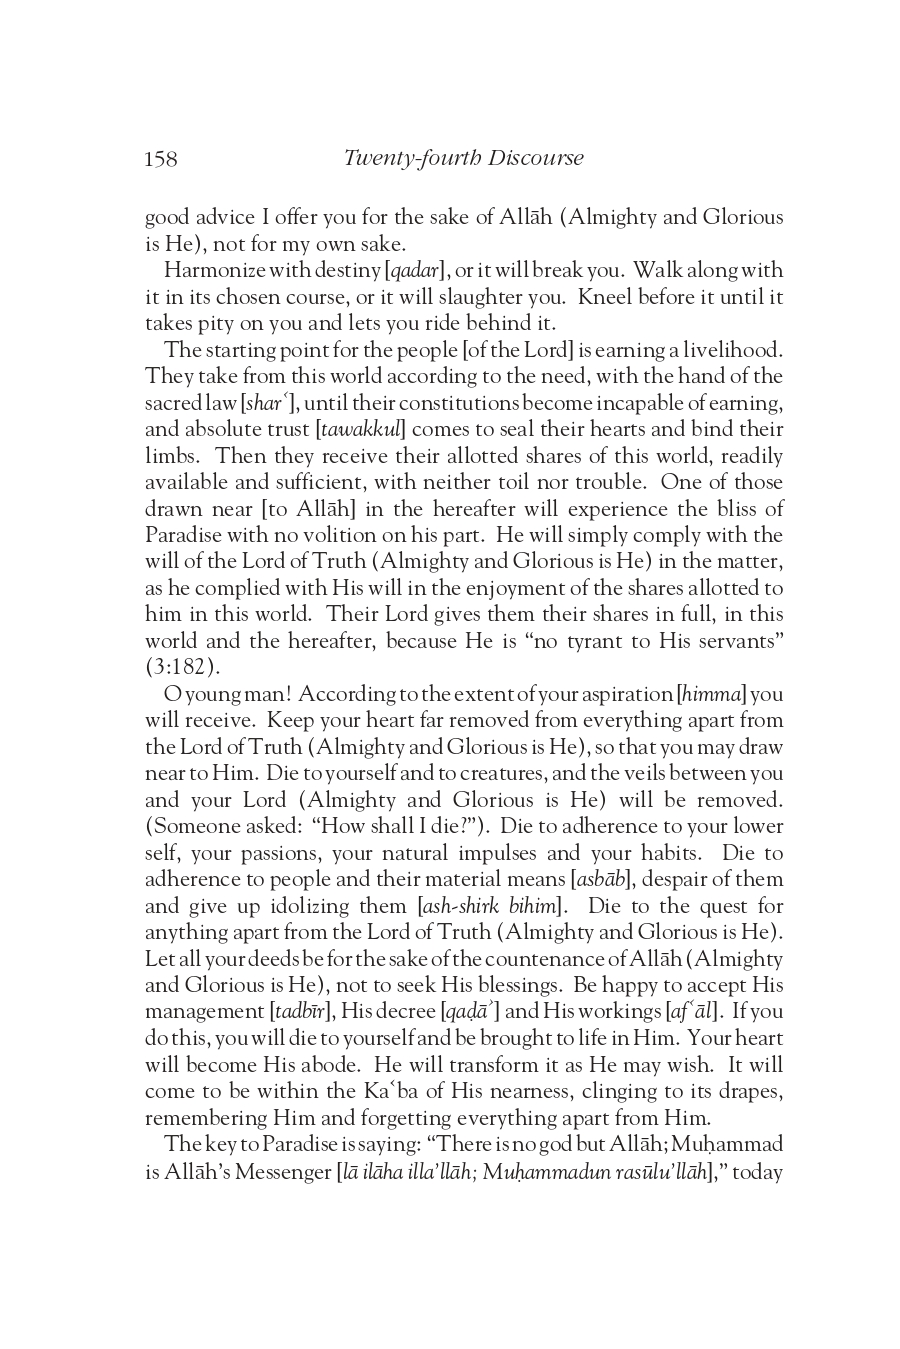 158 Twenty-fourth Discourse
good advice I offer you for the sake of Allāh (Almighty and Glorious
is He), not for my own sake.
Harmonize with destiny [qadar], or it will break you. Walk along with
it in its chosen course, or it will slaughter you. Kneel before it until it
takes pity on you and lets you ride behind it.
The starting point for the people [of the Lord] is earning a livelihood.
They take from this world according to the need, with the hand of the
sacred law [sharʿ], until their constitutions become incapable of earning,
and absolute trust [tawakkul] comes to seal their hearts and bind their
limbs. Then they receive their allotted shares of this world, readily
available and sufficient, with neither toil nor trouble. One of those
drawn near [to Allāh] in the hereafter will experience the bliss of
Paradise with no volition on his part. He will simply comply with the
will of the Lord of Truth (Almighty and Glorious is He) in the matter,
as he complied with His will in the enjoyment of the shares allotted to
him in this world. Their Lord gives them their shares in full, in this
world and the hereafter, because He is “no tyrant to His servants”
(3:182).
O young man! According to the extent of your aspiration [himma] you
will receive. Keep your heart far removed from everything apart from
the Lord of Truth (Almighty and Glorious is He), so that you may draw
near to Him. Die to yourself and to creatures, and the veils between you
and your Lord (Almighty and Glorious is He) will be removed.
(Someone asked: “How shall I die?”). Die to adherence to your lower
self, your passions, your natural impulses and your habits. Die to
adherence to people and their material means [asbāb], despair of them
and give up idolizing them [ash-shirk bihim]. Die to the quest for
anything apart from the Lord of Truth (Almighty and Glorious is He).
Let all your deeds be for the sake of the countenance of Allāh (Almighty
and Glorious is He), not to seek His blessings. Be happy to accept His
management [tadbīr], His decree [qaḍāʾ] and His workings [afʿāl]. If you
do this, you will die to yourself and be brought to life in Him. Your heart
will become His abode. He will transform it as He may wish. It will
come to be within the Kaʿba of His nearness, clinging to its drapes,
remembering Him and forgetting everything apart from Him.
The key to Paradise is saying: “There is no god but Allāh; Muḥammad
is Allāh’s Messenger [lā ilāha illa’llāh; Muḥammadun rasūlu’llāh],” today